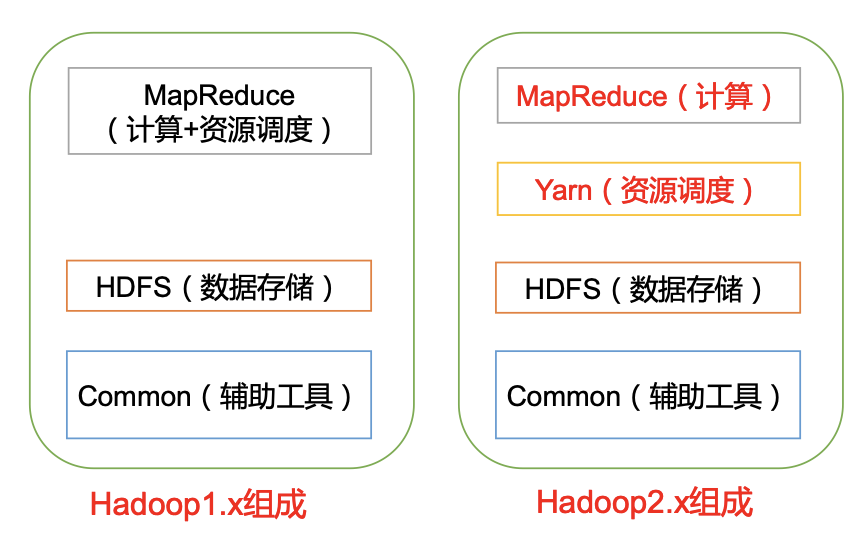 MapReduce
（计算+资源调度）
HDFS（数据存储）
Common（辅助工具）
Hadoop1.x组成
MapReduce（计算）
Yarn（资源调度）
HDFS（数据存储）
Common（辅助工具）
Hadoop2.x组成